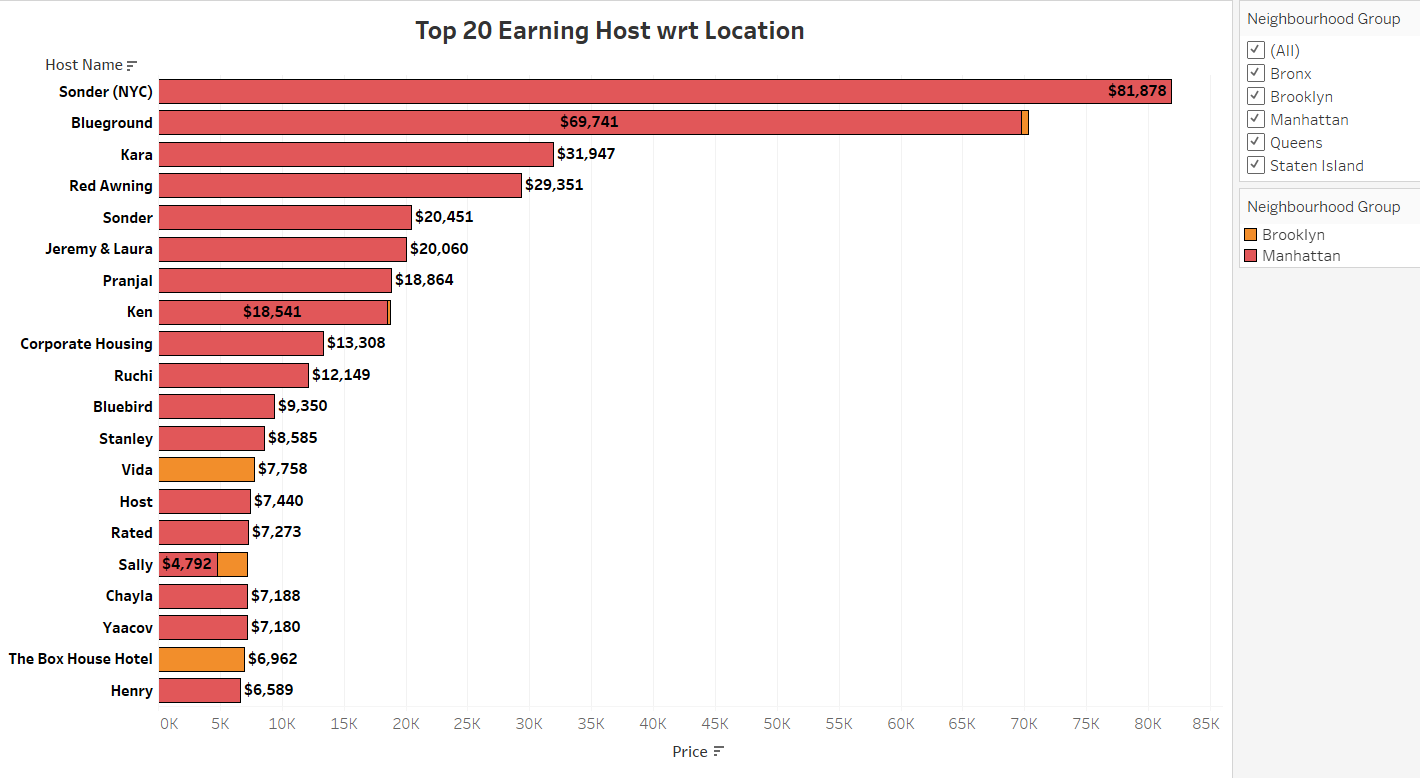 Top 20 Earning Host wrt Location
Host Name
Sonder (NYC) $81,878
Blueground $69,741
Kara $31,947
Red Awning $29,351
Sonder $20,451
Jeremy & Laura $20,060
Pranjal $18,864
Ken $18,541
Corporate Housing $13,308
Ruchi $12,149
Bluebird $9,350
Stanley $8,585
Vida $7,758
Host $7,440
Rated $7,273
Sally $4,792
Chayla $7,188
Yaacov $7,180
The Box House Hotel $6,962
Henry $6,589
0K 5K 10K 15K 20K 25K 30K 35K 40K 45K 50K 55K 60K 65K 70K 75K 80K 85K
Price
Neighbourhood Group
(All)
Bronx
Brooklyn
Manhattan
Queens
Staten Island
Neighbourhood Group
Brooklyn
Manhattan